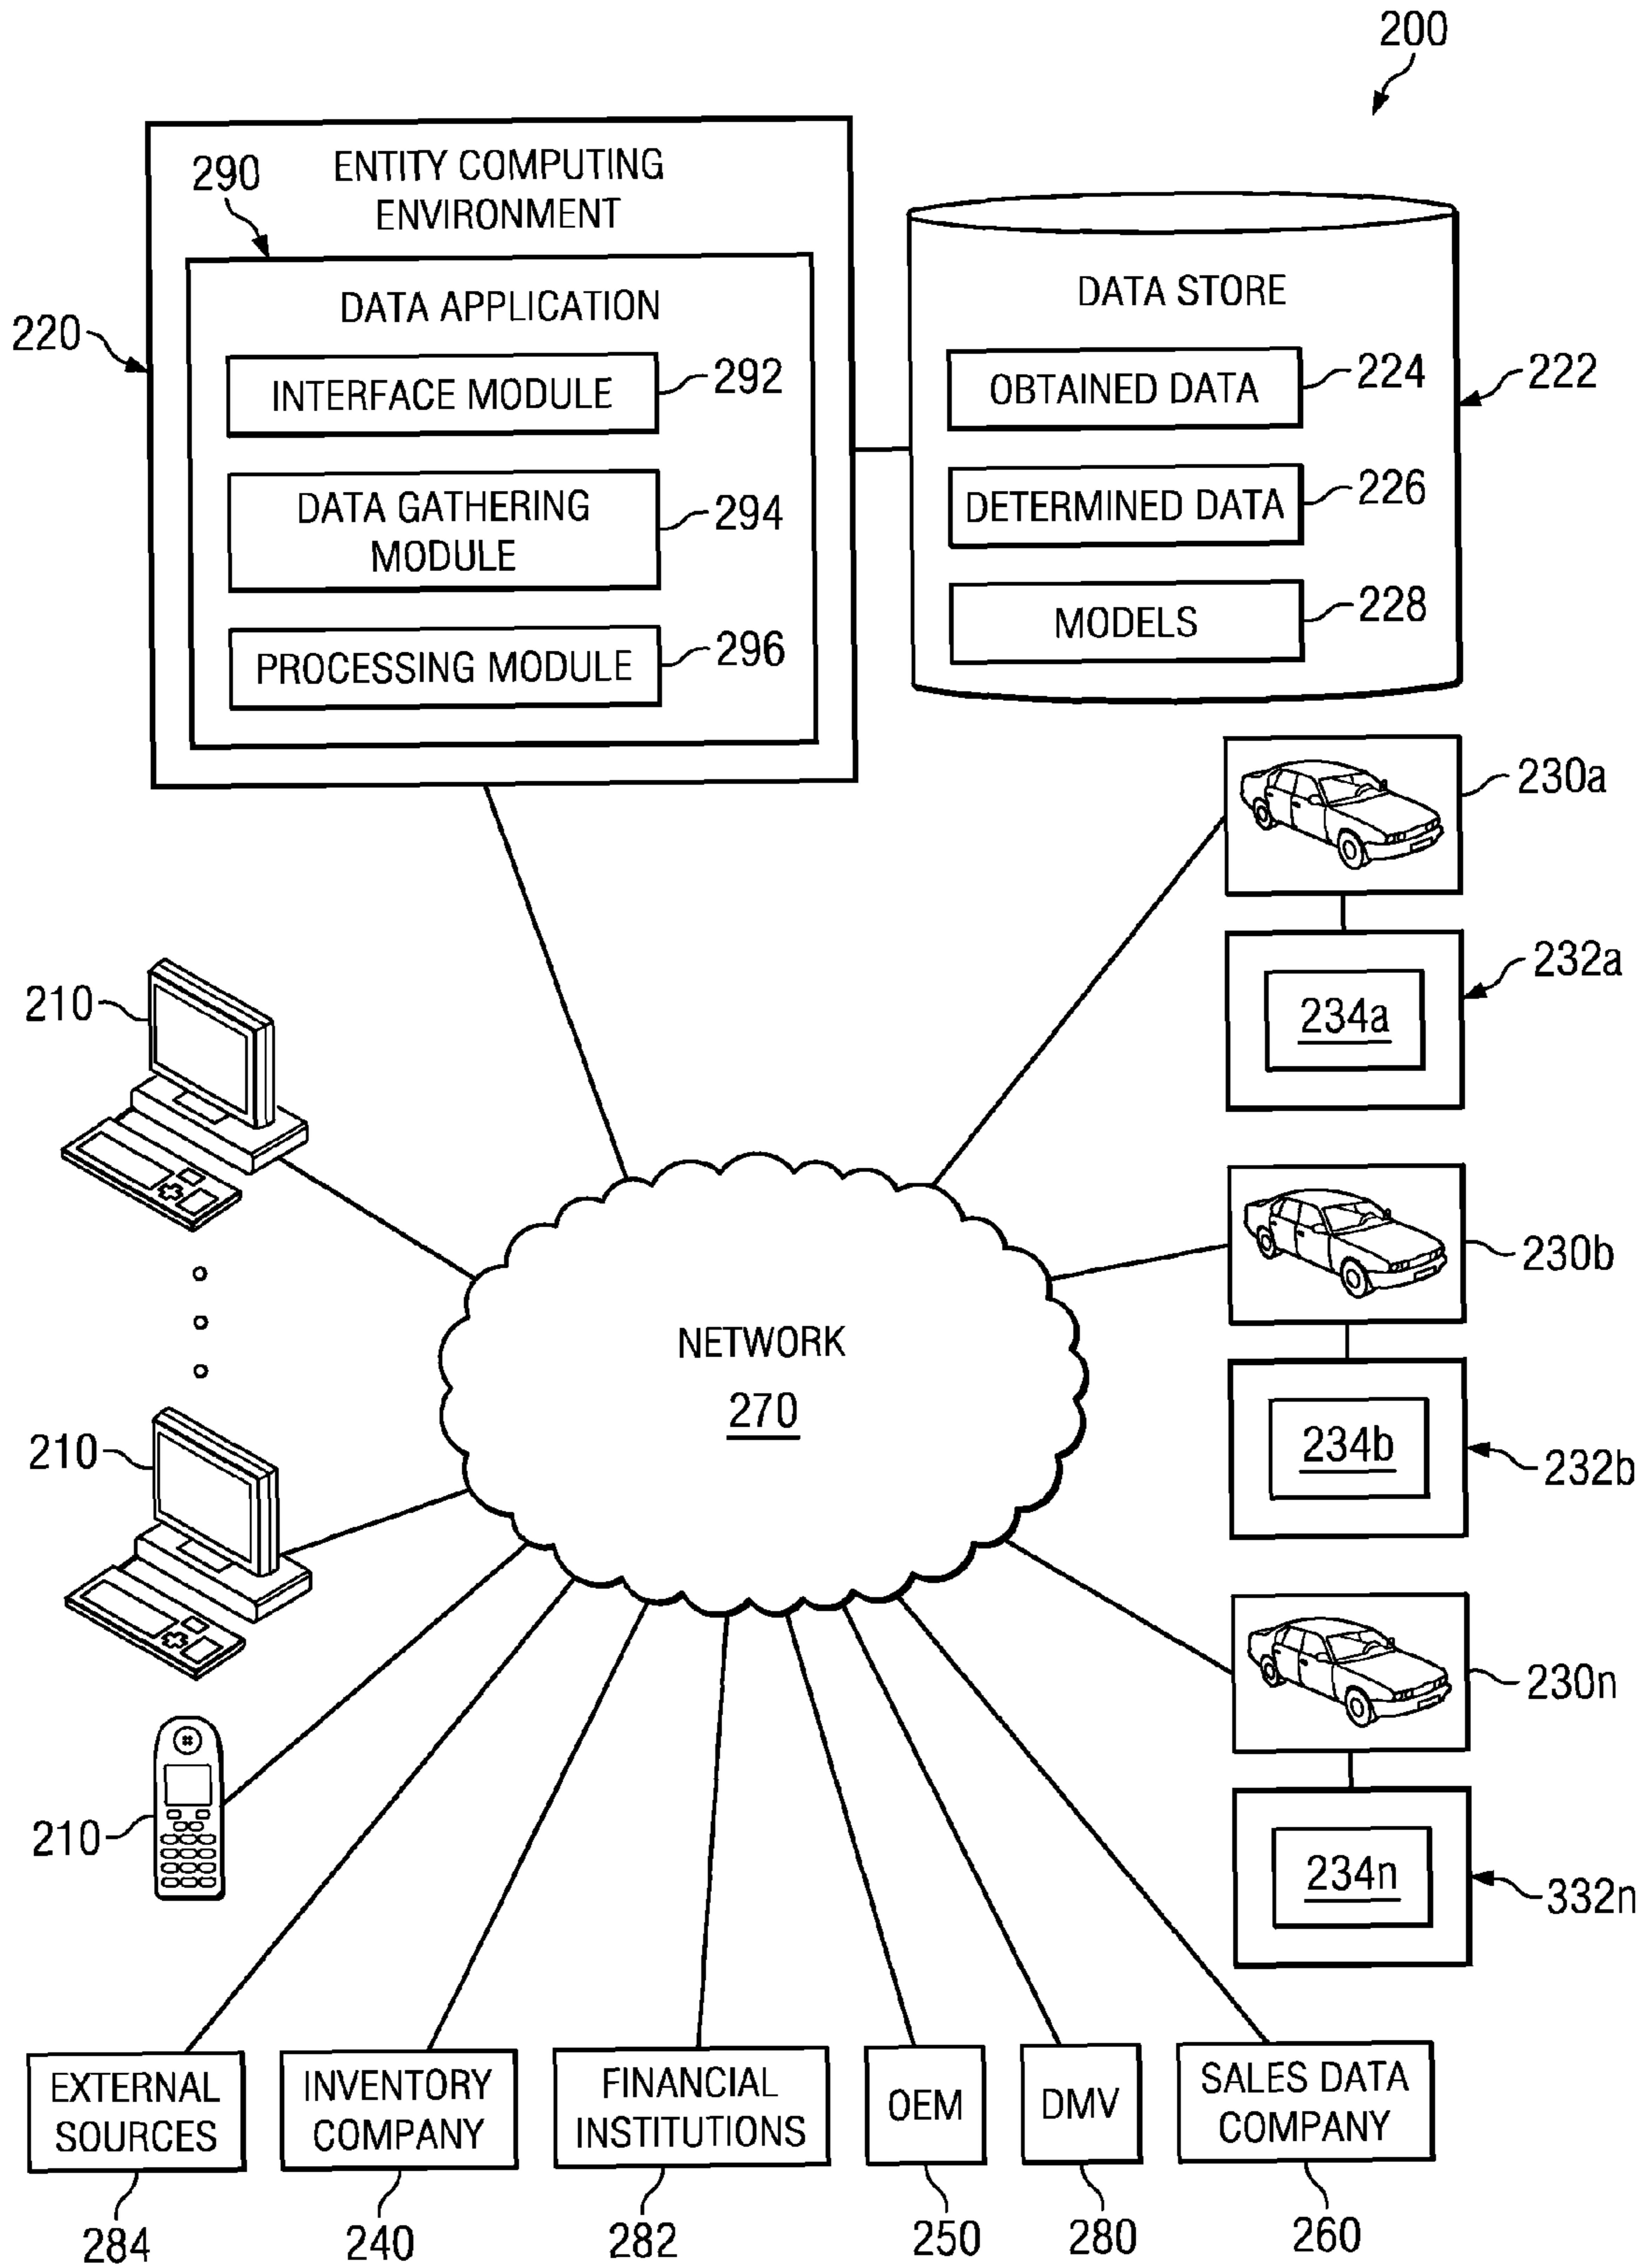 200
ENTITY COMPUTING
ENVIRONMENT
290
DATA APPLICATION
220
INTERFACE MODULE
292
DATA GATHERING
MODULE
294
PROCESSING MODULE
296
DATA STORE
OBTAINED DATA
224
222
DETERMINED DATA
226
MODELS
228
230a
232a
234a
210
230b
NETWORK
270
234b
232b
210
230n
210
234n
332n
EXTERNAL
SOURCES
INVENTORY
COMPANY
FINANCIAL
INSTITUTIONS
OEM
DMV
SALES DATA
COMPANY
284
240
282
250
280
260